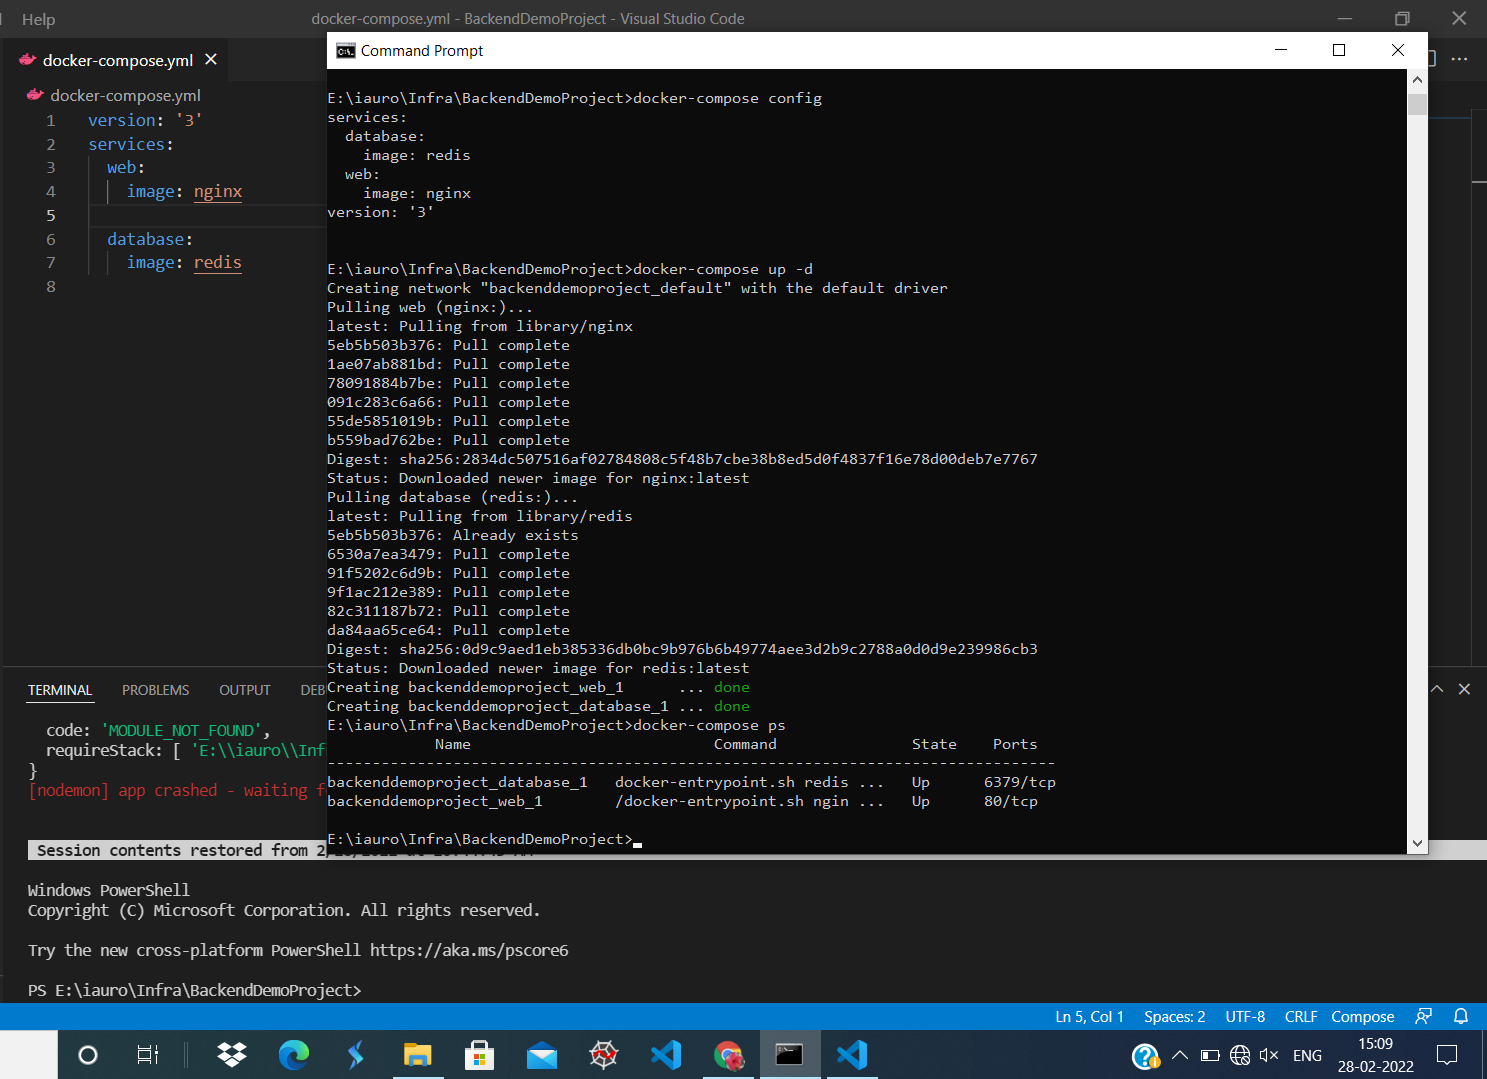 Help
docker-compose.yml - BackendDemoProject - Visual Studio Code
docker-compose.yml
docker-compose.yml
1 version: '3'
2 services:
3 web:
4 image: nginx
5
6 database:
7 image: redis
8
Command Prompt
E:\iauro\Infra\BackendDemoProject>docker-compose config
services:
database:
image: redis
web:
image: nginx
version: '3'
E:\iauro\Infra\BackendDemoProject>docker-compose up -d
Creating network "backenddemoproject_default" with the default driver
Pulling web (nginx:)...
latest: Pulling from library/nginx
5eb5b503b376: Pull complete
1ae07ab881bd: Pull complete
78091884b7be: Pull complete
091c283c6a66: Pull complete
55de5851019b: Pull complete
b559bad762be: Pull complete
Digest: sha256:2834dc507516af02784808c5f48b7cbe38b8ed5d0f4837f16e78d00deb7e7767
Status: Downloaded newer image for nginx:latest
Pulling database (redis:)...
latest: Pulling from library/redis
5eb5b503b376: Already exists
6530a7ea3479: Pull complete
91f5202c6d9b: Pull complete
9f1ac212e389: Pull complete
82c311187b72: Pull complete
da84aa65ce64: Pull complete
Digest: sha256:0d9c9aed1eb385336db0bc9b976b6b49774aee3d2b9c2788a0d0d9e239986cb3
Status: Downloaded newer image for redis:latest
Creating backenddemoproject_web_1 ... done
Creating backenddemoproject_database_1 ... done
E:\iauro\Infra\BackendDemoProject>docker-compose ps
Name Command State Ports
--------------------------------------------------------------------------------
backenddemoproject_database_1 docker-entrypoint.sh redis ... Up 6379/tcp
backenddemoproject_web_1 /docker-entrypoint.sh ngin ... Up 80/tcp
E:\iauro\Infra\BackendDemoProject>
TERMINAL PROBLEMS OUTPUT DEB
code: 'MODULE_NOT_FOUND',
requireStack: [ 'E:\\iauro\\Inf
}
[nodemon] app crashed - waiting f
Session contents restored from 2
Windows PowerShell
Copyright (C) Microsoft Corporation. All rights reserved.
Try the new cross-platform PowerShell https://aka.ms/pscore6
PS E:\iauro\Infra\BackendDemoProject>
Ln 5, Col 1 Spaces: 2 UTF-8 CRLF Compose
ENG
15:09
28-02-2022